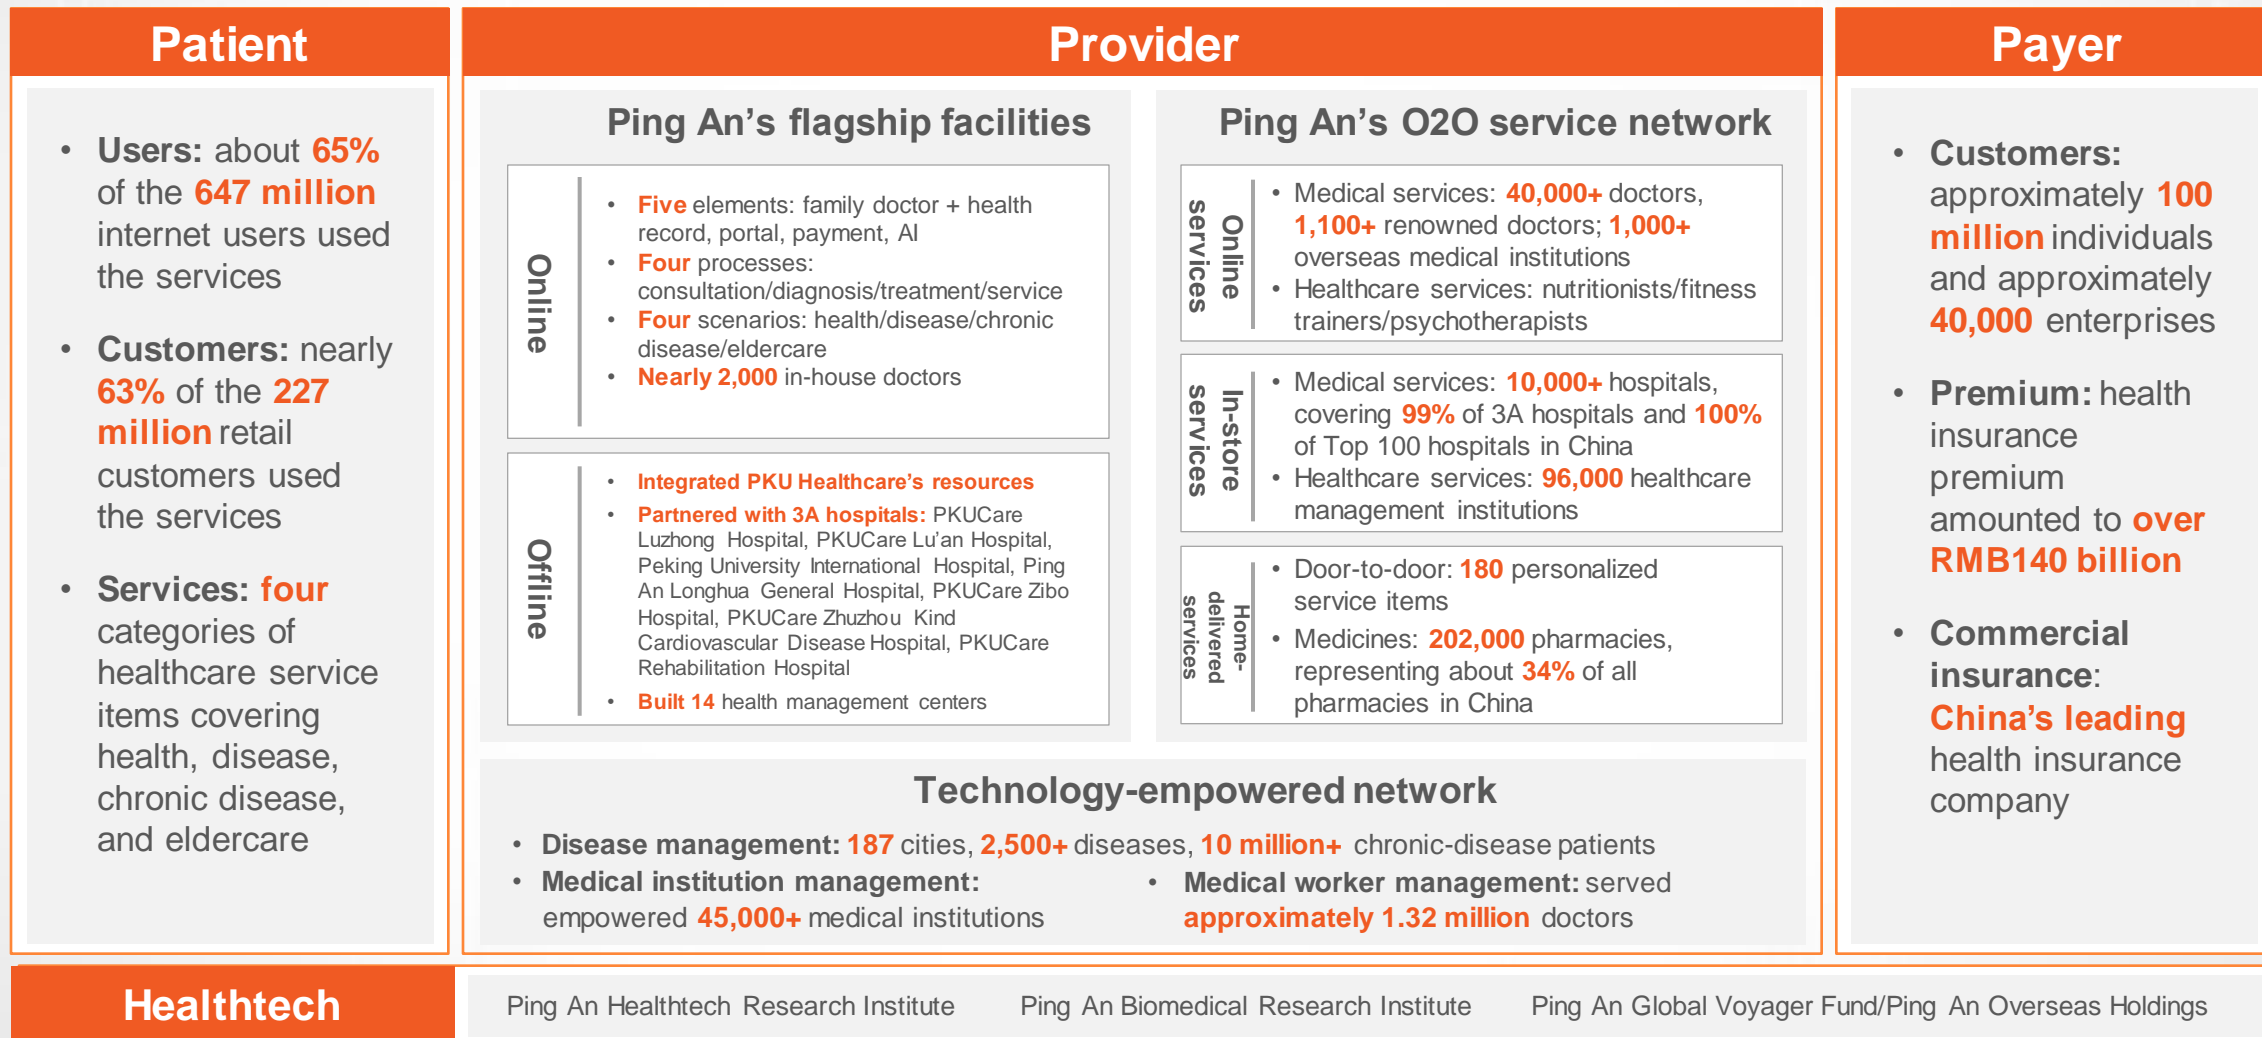 Patient
• Users: about 65%
of the 647 million
internet users used
the services
• Customers: nearly
63% of the 227
million retail
customers used
the services
• Services: four
categories of
healthcare service
items covering
health, disease,
chronic disease,
and eldercare
Provider
Ping An’s flagship facilities
Online
• Five elements: family doctor + health
record, portal, payment, AI
• Four processes:
consultation/diagnosis/treatment/service
• Four scenarios: health/disease/chronic
disease/eldercare
• Nearly 2,000 in-house doctors
Offline
• Integrated PKU Healthcare’s resources
• Partnered with 3A hospitals: PKUCare
Luzhong Hospital, PKUCare Lu’an Hospital,
Peking University International Hospital, Ping
An Longhua General Hospital, PKUCare Zibo
Hospital, PKUCare Zhuzhou Kind
Cardiovascular Disease Hospital, PKUCare
Rehabilitation Hospital
• Built 14 health management centers
Ping An’s O2O service network
Online
services
• Medical services: 40,000+ doctors,
1,100+ renowned doctors; 1,000+
overseas medical institutions
• Healthcare services: nutritionists/fitness
trainers/psychotherapists
In-store
services
• Medical services: 10,000+ hospitals,
covering 99% of 3A hospitals and 100%
of Top 100 hospitals in China
• Healthcare services: 96,000 healthcare
management institutions
Home-
delivered
services
• Door-to-door: 180 personalized
service items
• Medicines: 202,000 pharmacies,
representing about 34% of all
pharmacies in China
Technology-empowered network
• Disease management: 187 cities, 2,500+ diseases, 10 million+ chronic-disease patients
• Medical institution management:
empowered 45,000+ medical institutions
• Medical worker management: served
approximately 1.32 million doctors
Payer
• Customers:
approximately 100
million individuals
and approximately
40,000 enterprises
• Premium: health
insurance
premium
amounted to over
RMB140 billion
• Commercial
insurance:
China’s leading
health insurance
company
Healthtech
Ping An Healthtech Research Institute
Ping An Biomedical Research Institute
Ping An Global Voyager Fund/Ping An Overseas Holdings